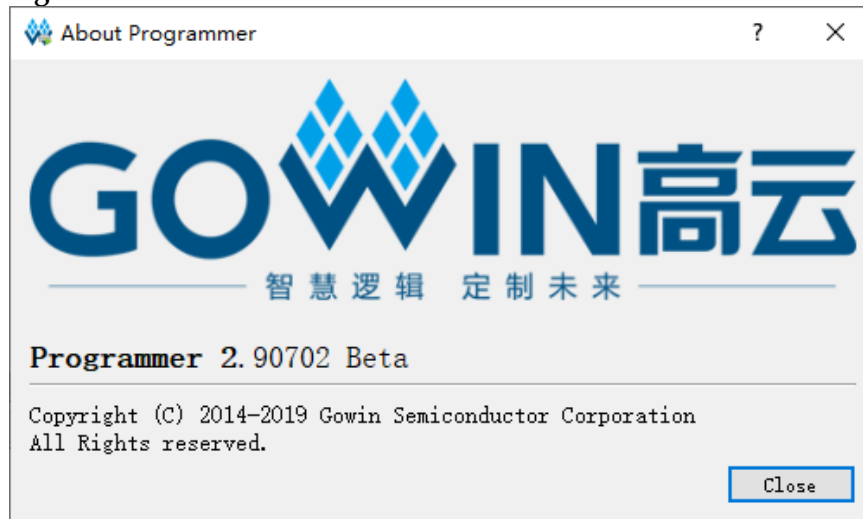 About Programmer
GOWIN高云
智慧逻辑 定制未来
Programmer 2.90702 Beta
Copyright (C) 2014-2019 Gowin Semiconductor Corporation
All Rights reserved.
Close